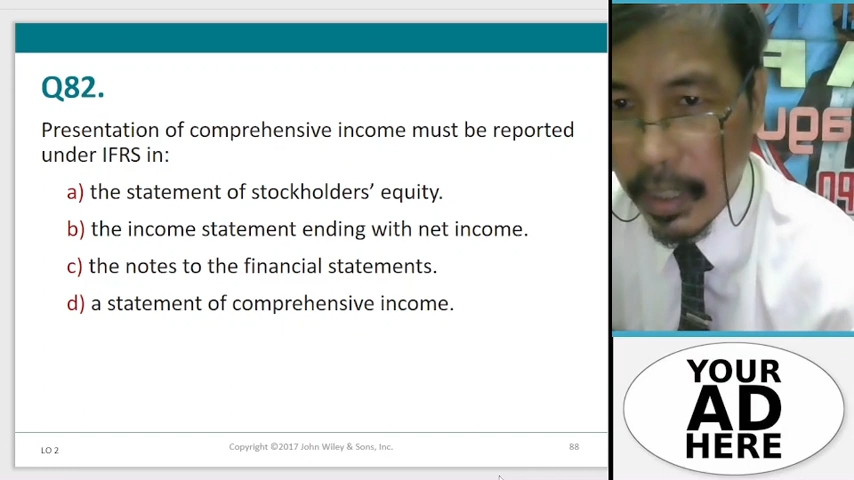 Q82.
Presentation of comprehensive income must be reported
under IFRS in:
a) the statement of stockholders’ equity.
b) the income statement ending with net income.
c) the notes to the financial statements.
d) a statement of comprehensive income.
LO 2
Copyright ©2017 John Wiley & Sons, Inc.
88
YOUR
AD
HERE